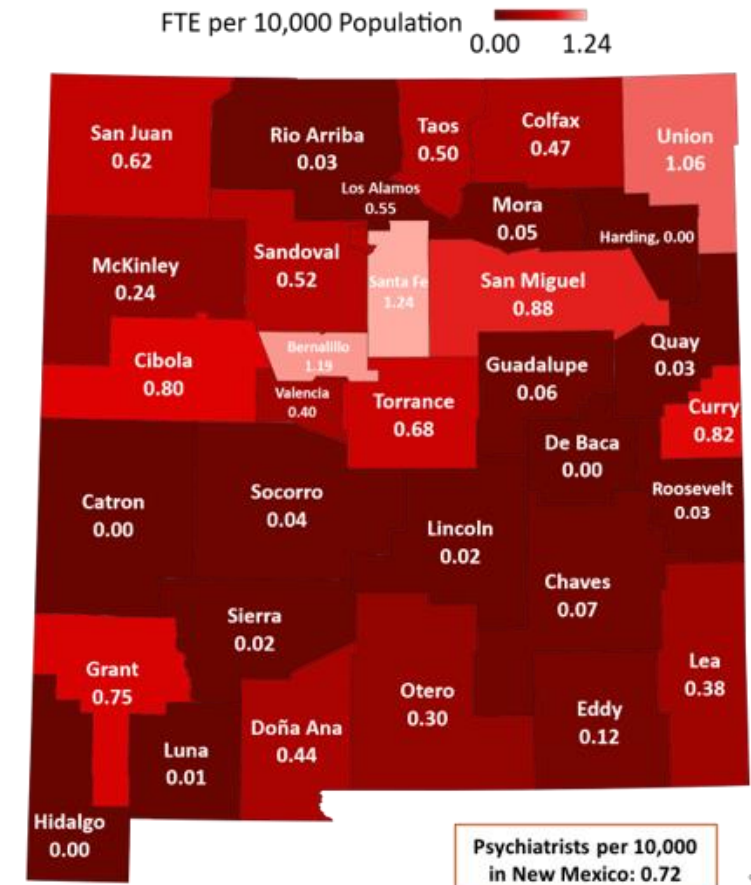 FTE per 10,000 Population
0.00 1.24
San Juan
0.62
Rio Arriba
0.03
Taos
0.50
Colfax
0.47
Union
1.06
Los Alamos
0.55
Mora
0.05
Harding, 0.00
McKinley
0.24
Sandoval
0.52
Santa Fe
1.24
San Miguel
0.88
Cibola
0.80
Bernalillo
1.19
Valencia
0.40
Torrance
0.68
Guadalupe
0.06
Quay
0.03
Curry
0.82
De Baca
0.00
Roosevelt
0.03
Catron
0.00
Socorro
0.04
Lincoln
0.02
Chaves
0.07
Sierra
0.02
Grant
0.75
Doña Ana
0.44
Otero
0.30
Eddy
0.12
Lea
0.38
Luna
0.01
Hidalgo
0.00
Psychiatrists per 10,000
in New Mexico: 0.72